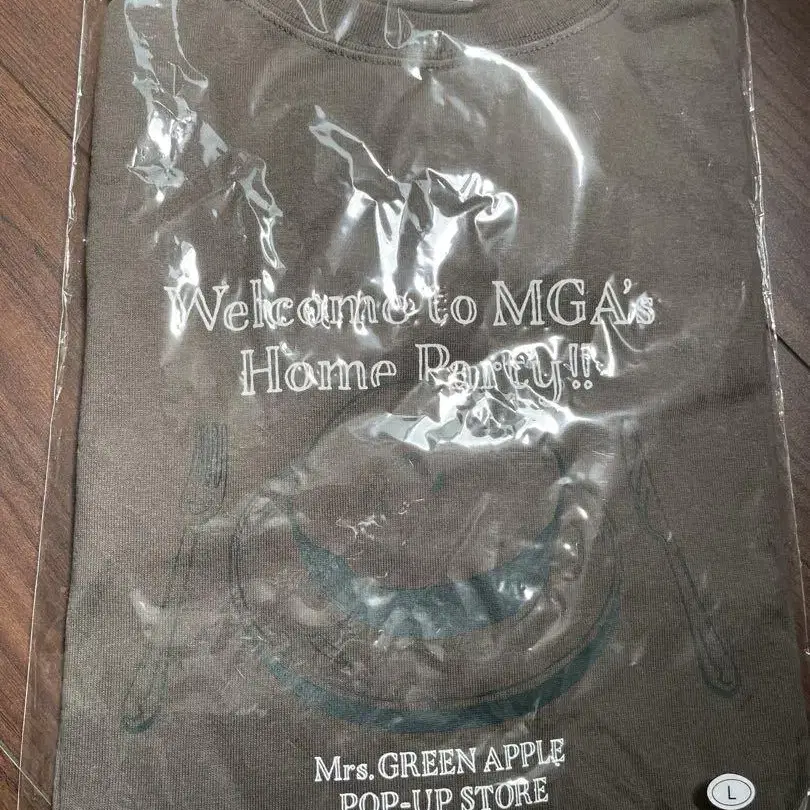 Welcome to MGA's
Home Party!!
Mrs. GREEN APPLE
POP-UP STORE
L